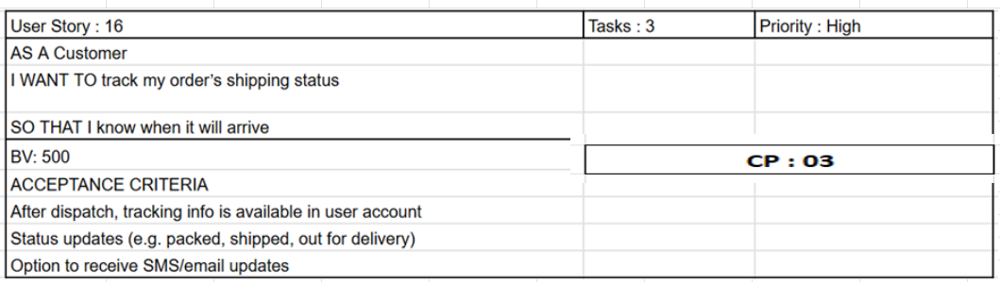 User Story : 16 Tasks : 3 Priority : High
AS A Customer
I WANT TO track my order's shipping status
SO THAT I know when it will arrive
BV: 500 CP : 03
ACCEPTANCE CRITERIA
After dispatch, tracking info is available in user account
Status updates (e.g. packed, shipped, out for delivery)
Option to receive SMS/email updates